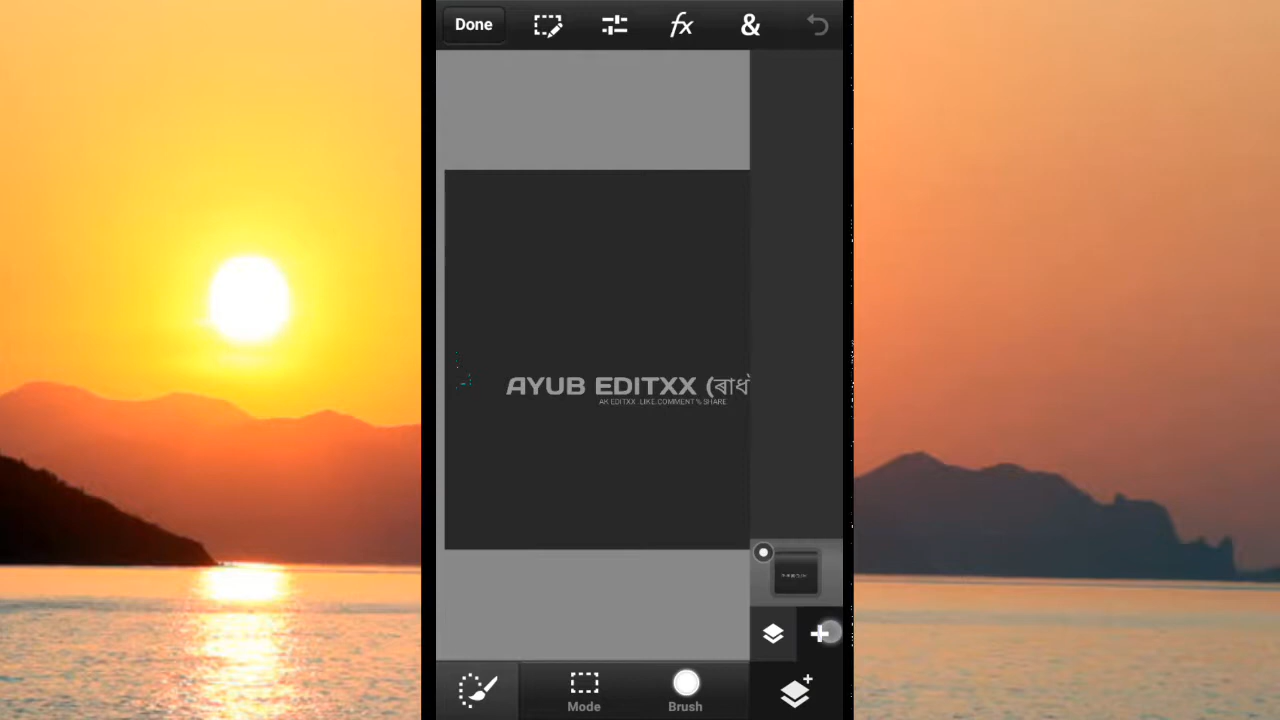 Done fx &
AYUB EDITXX (ৰাধ
AK EDITXX .LIKE.COMMENT % SHARE
Mode Brush